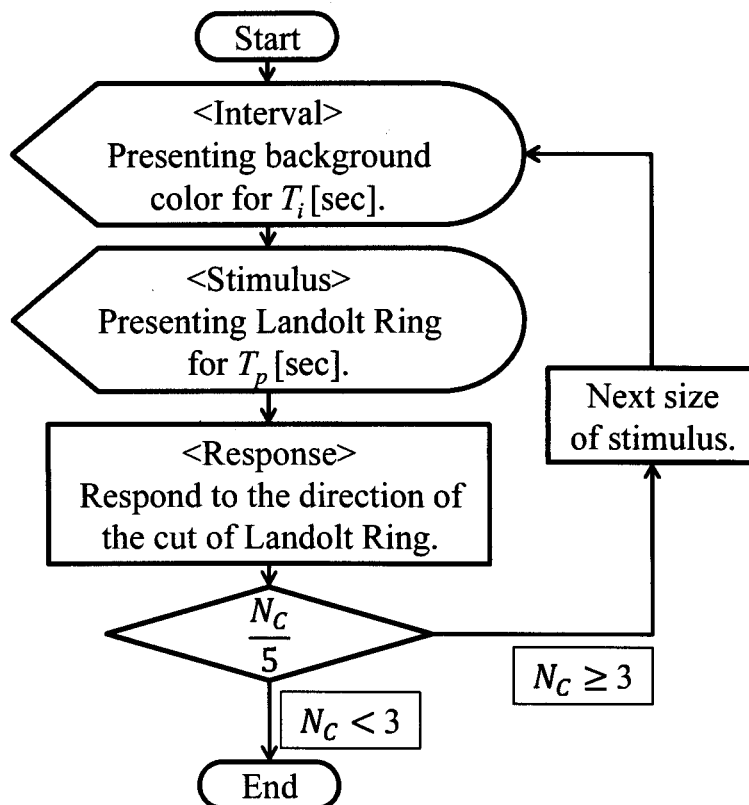 Start
<Interval>
Presenting background
color for T_i [sec].
<Stimulus>
Presenting Landolt Ring
for T_p [sec].
<Response>
Respond to the direction of
the cut of Landolt Ring.
N_C
5
N_C < 3
End
N_C ≥ 3
Next size
of stimulus.